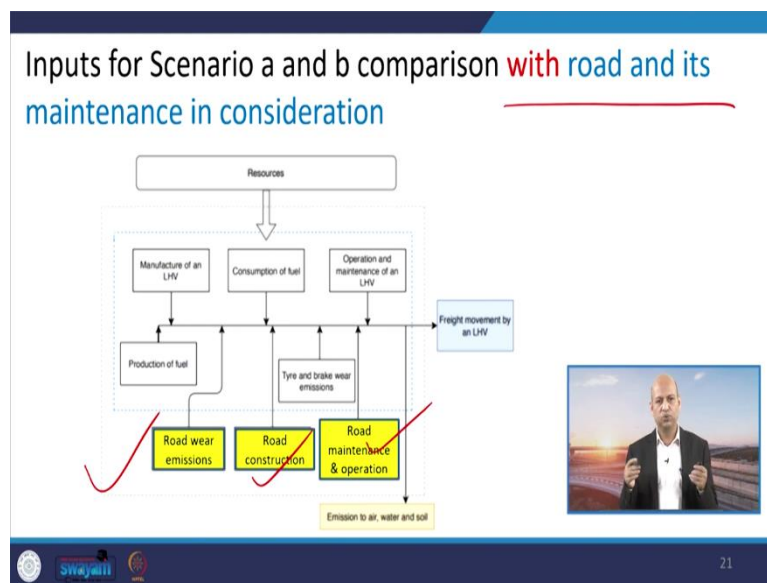 Inputs for Scenario a and b comparison with road and its
maintenance in consideration
Resources
Manufacture of an
LHV
Consumption of fuel
Operation and
maintenance of an
LHV
Freight movement by
an LHV
Production of fuel
Tyre and brake wear
emissions
Road wear
emissions
Road
construction
Road
maintenance
& operation
Emission to air, water and soil
swayam
21